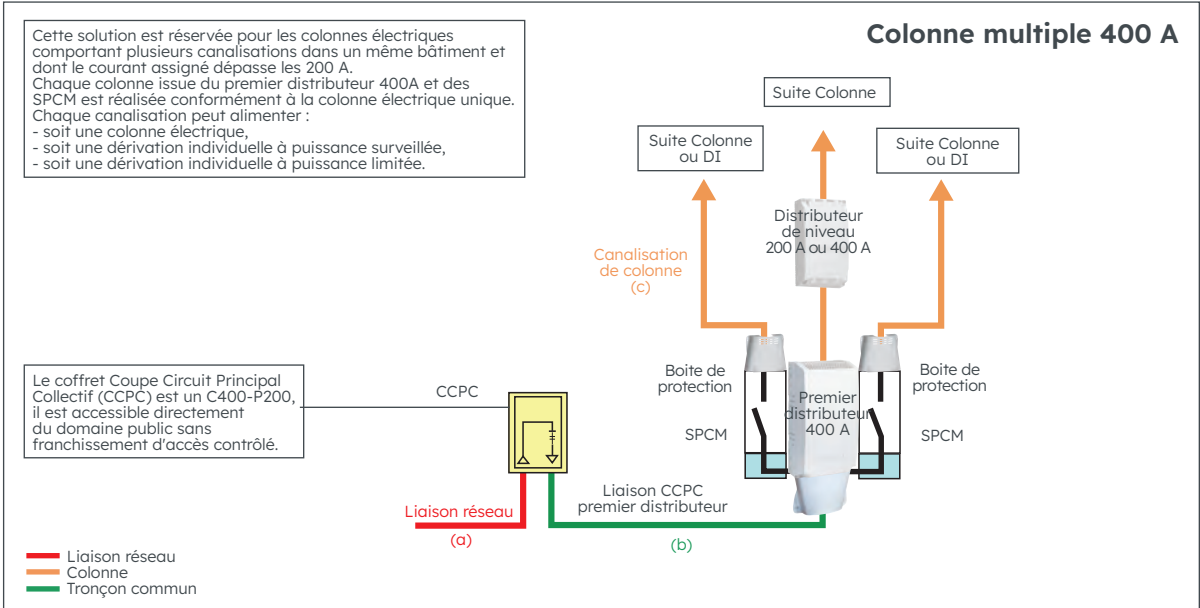 Colonne multiple 400 A
Cette solution est réservée pour les colonnes électriques
comportant plusieurs canalisations dans un même bâtiment et
dont le courant assigné dépasse les 200 A.
Chaque colonne issue du premier distributeur 400A et des
SPCM est réalisée conformément à la colonne électrique unique.
Chaque canalisation peut alimenter :
- soit une colonne électrique,
- soit une dérivation individuelle à puissance surveillée,
- soit une dérivation individuelle à puissance limitée.
Suite Colonne
Suite Colonne
ou DI
Suite Colonne
ou DI
Distributeur
de niveau
200 A ou 400 A
Canalisation
de colonne
(c)
Boite de
protection
Boite de
protection
Premier
distributeur
400 A
SPCM
SPCM
Le coffret Coupe Circuit Principal
Collectif (CCPC) est un C400-P200,
il est accessible directement
du domaine public sans
franchissement d'accès contrôlé.
CCPC
Liaison CCPC
premier distributeur
(b)
Liaison réseau
(a)
Liaison réseau
Colonne
Tronçon commun